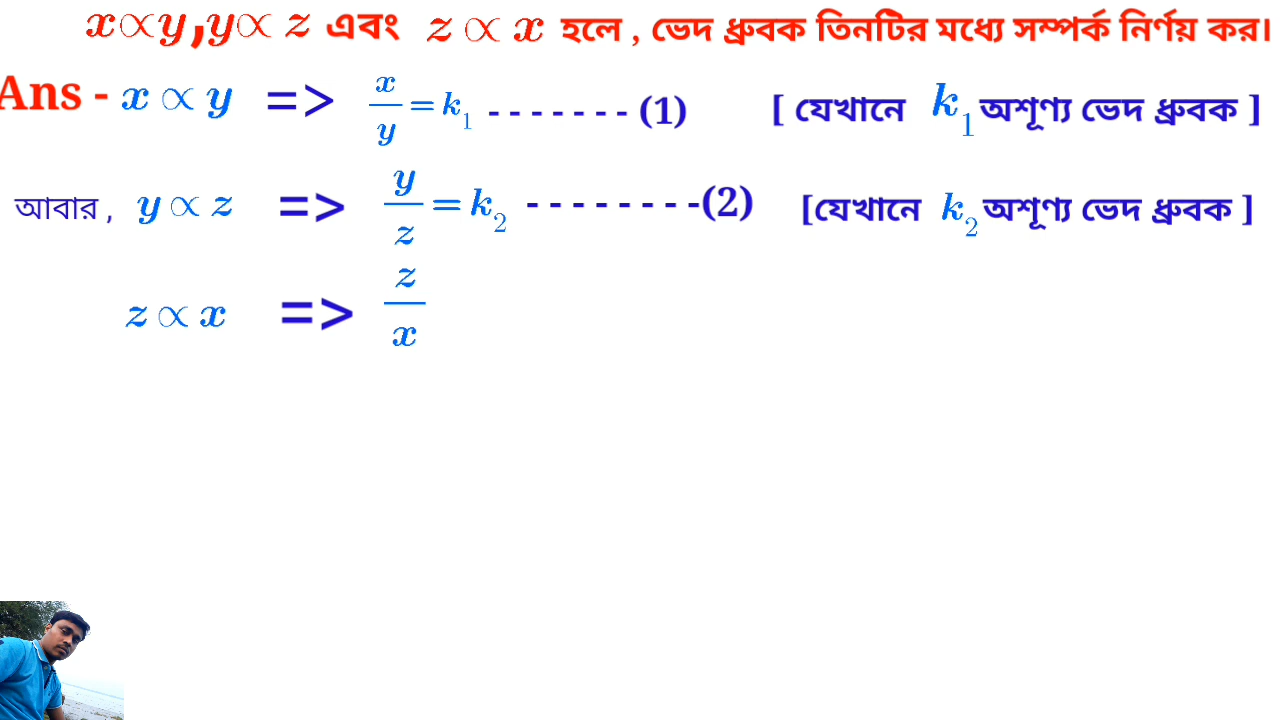 x∝y,y∝ z এবং z ∝ x হলে , ভেদ ধ্রুবক তিনটির মধ্যে সম্পর্ক নির্ণয় কর।
Ans - x ∝ y => x/y = k₁ - - - - - - - (1) [ যেখানে k₁ অশূণ্য ভেদ ধ্রুবক ]
আবার , y ∝ z => y/z = k₂ - - - - - - - -(2) [যেখানে k₂ অশূণ্য ভেদ ধ্রুবক ]
z ∝ x => z/x